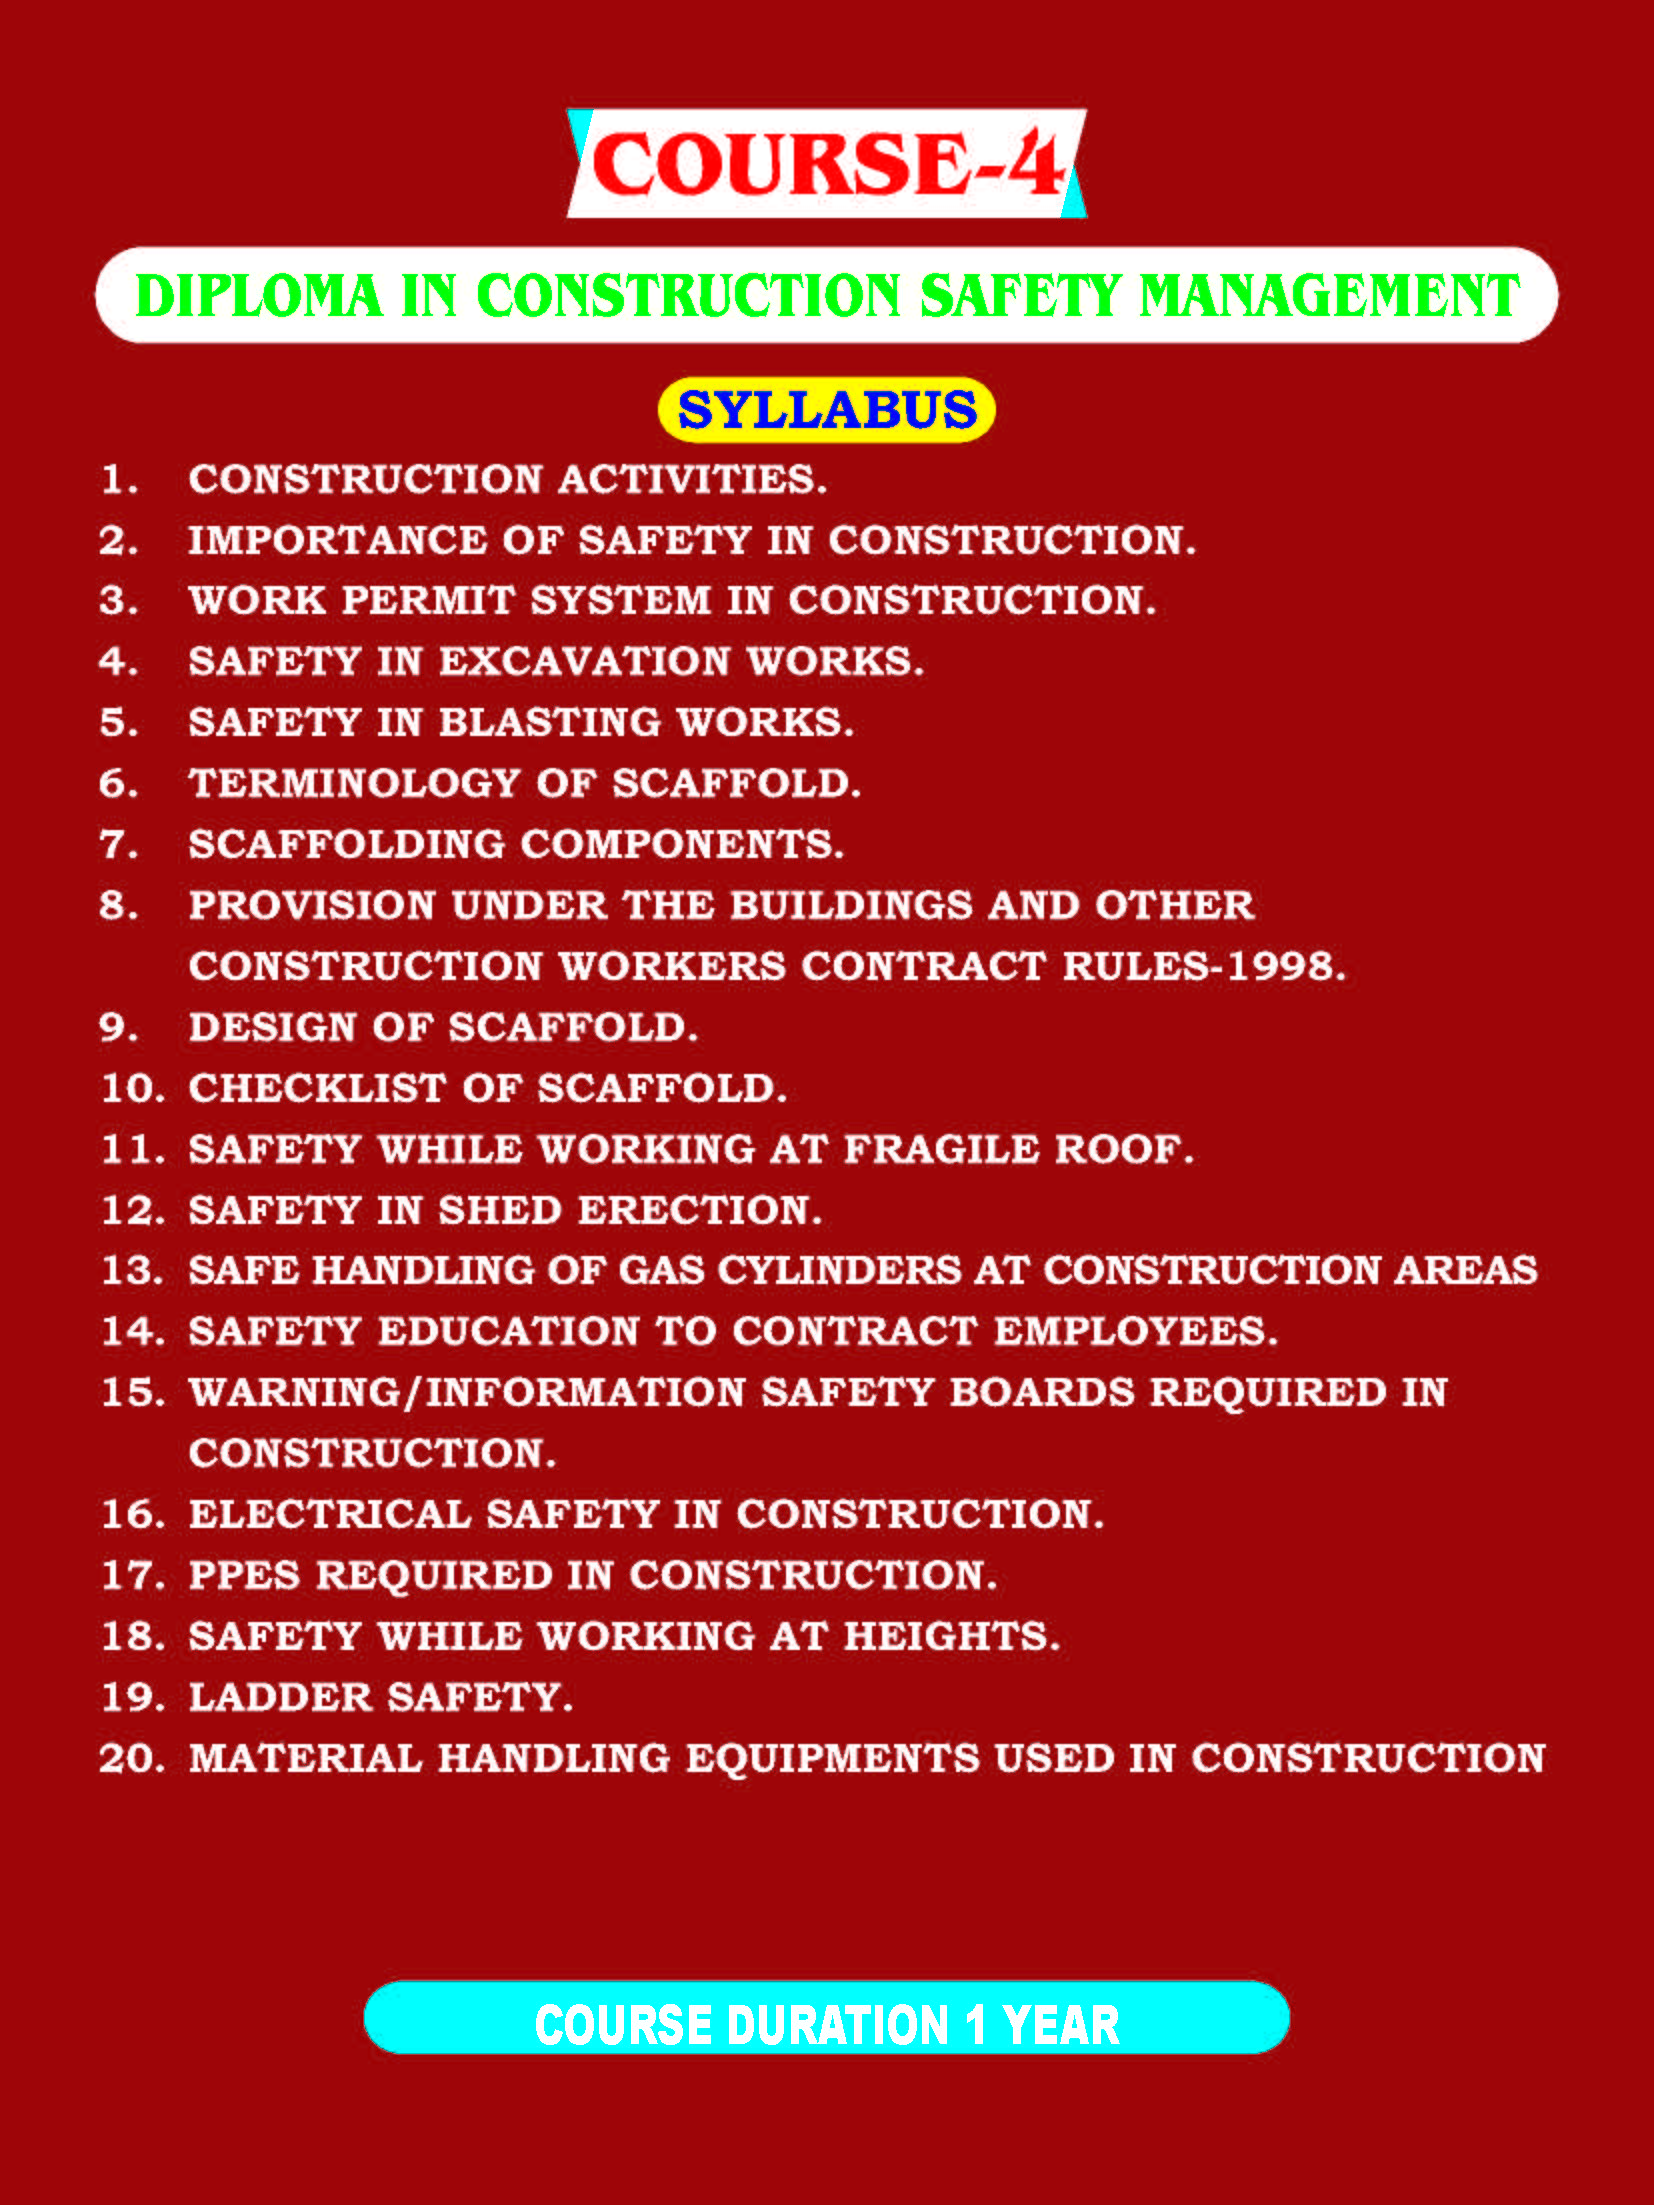 COURSE-4
DIPLOMA IN CONSTRUCTION SAFETY MANAGEMENT
SYLLABUS
1. CONSTRUCTION ACTIVITIES.
2. IMPORTANCE OF SAFETY IN CONSTRUCTION.
3. WORK PERMIT SYSTEM IN CONSTRUCTION.
4. SAFETY IN EXCAVATION WORKS.
5. SAFETY IN BLASTING WORKS.
6. TERMINOLOGY OF SCAFFOLD.
7. SCAFFOLDING COMPONENTS.
8. PROVISION UNDER THE BUILDINGS AND OTHER
CONSTRUCTION WORKERS CONTRACT RULES-1998.
9. DESIGN OF SCAFFOLD.
10. CHECKLIST OF SCAFFOLD.
11. SAFETY WHILE WORKING AT FRAGILE ROOF.
12. SAFETY IN SHED ERECTION.
13. SAFE HANDLING OF GAS CYLINDERS AT CONSTRUCTION AREAS
14. SAFETY EDUCATION TO CONTRACT EMPLOYEES.
15. WARNING/INFORMATION SAFETY BOARDS REQUIRED IN
CONSTRUCTION.
16. ELECTRICAL SAFETY IN CONSTRUCTION.
17. PPES REQUIRED IN CONSTRUCTION.
18. SAFETY WHILE WORKING AT HEIGHTS.
19. LADDER SAFETY.
20. MATERIAL HANDLING EQUIPMENTS USED IN CONSTRUCTION
COURSE DURATION 1 YEAR